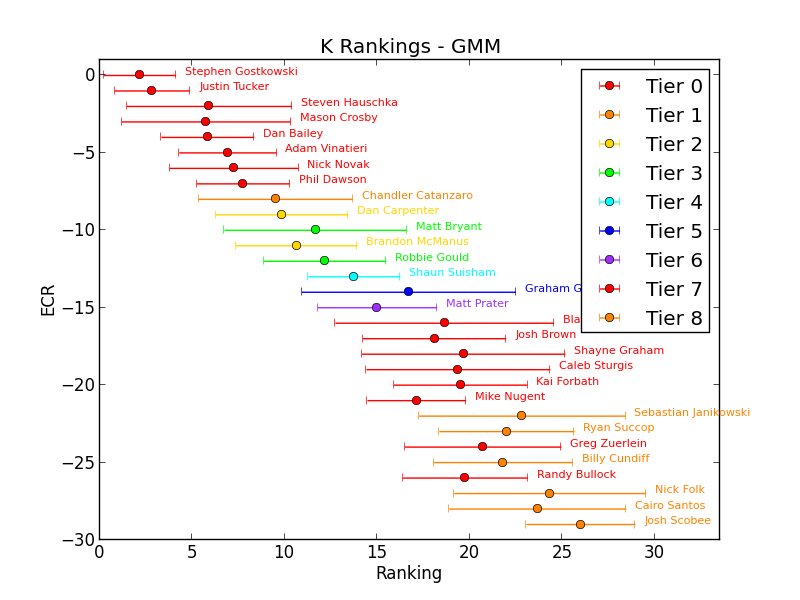 K Rankings - GMM
Stephen Gostkowski
Justin Tucker
Steven Hauschka
Mason Crosby
Dan Bailey
Adam Vinatieri
Nick Novak
Phil Dawson
Chandler Catanzaro
Dan Carpenter
Matt Bryant
Brandon McManus
Robbie Gould
Shaun Suisham
Graham G
Matt Prater
Bla
Josh Brown
Shayne Graham
Caleb Sturgis
Kai Forbath
Mike Nugent
Sebastian Janikowski
Ryan Succop
Greg Zuerlein
Billy Cundiff
Randy Bullock
Nick Folk
Cairo Santos
Josh Scobee
Tier 0
Tier 1
Tier 2
Tier 3
Tier 4
Tier 5
Tier 6
Tier 7
Tier 8
ECR
0
−5
−10
−15
−20
−25
−30
0 5 10 15 20 25 30
Ranking